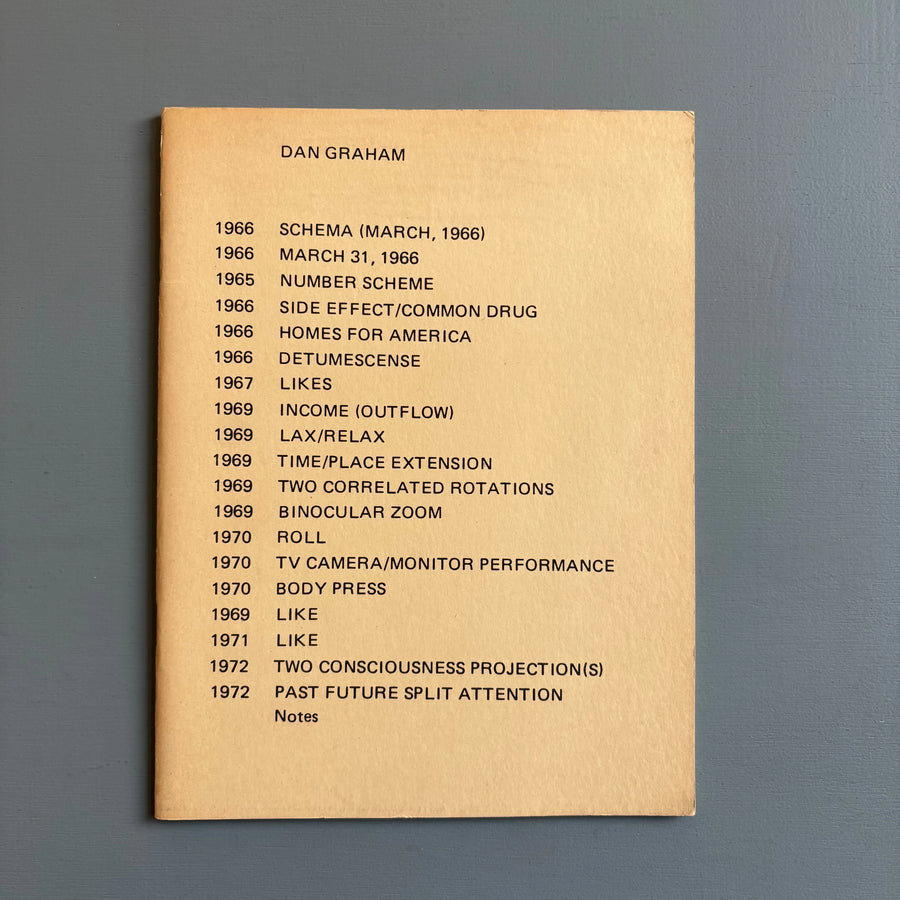 DAN GRAHAM
1966 SCHEMA (MARCH, 1966)
1966 MARCH 31, 1966
1965 NUMBER SCHEME
1966 SIDE EFFECT/COMMON DRUG
1966 HOMES FOR AMERICA
1966 DETUMESCENSE
1967 LIKES
1969 INCOME (OUTFLOW)
1969 LAX/RELAX
1969 TIME/PLACE EXTENSION
1969 TWO CORRELATED ROTATIONS
1969 BINOCULAR ZOOM
1970 ROLL
1970 TV CAMERA/MONITOR PERFORMANCE
1970 BODY PRESS
1969 LIKE
1971 LIKE
1972 TWO CONSCIOUSNESS PROJECTION(S)
1972 PAST FUTURE SPLIT ATTENTION
Notes